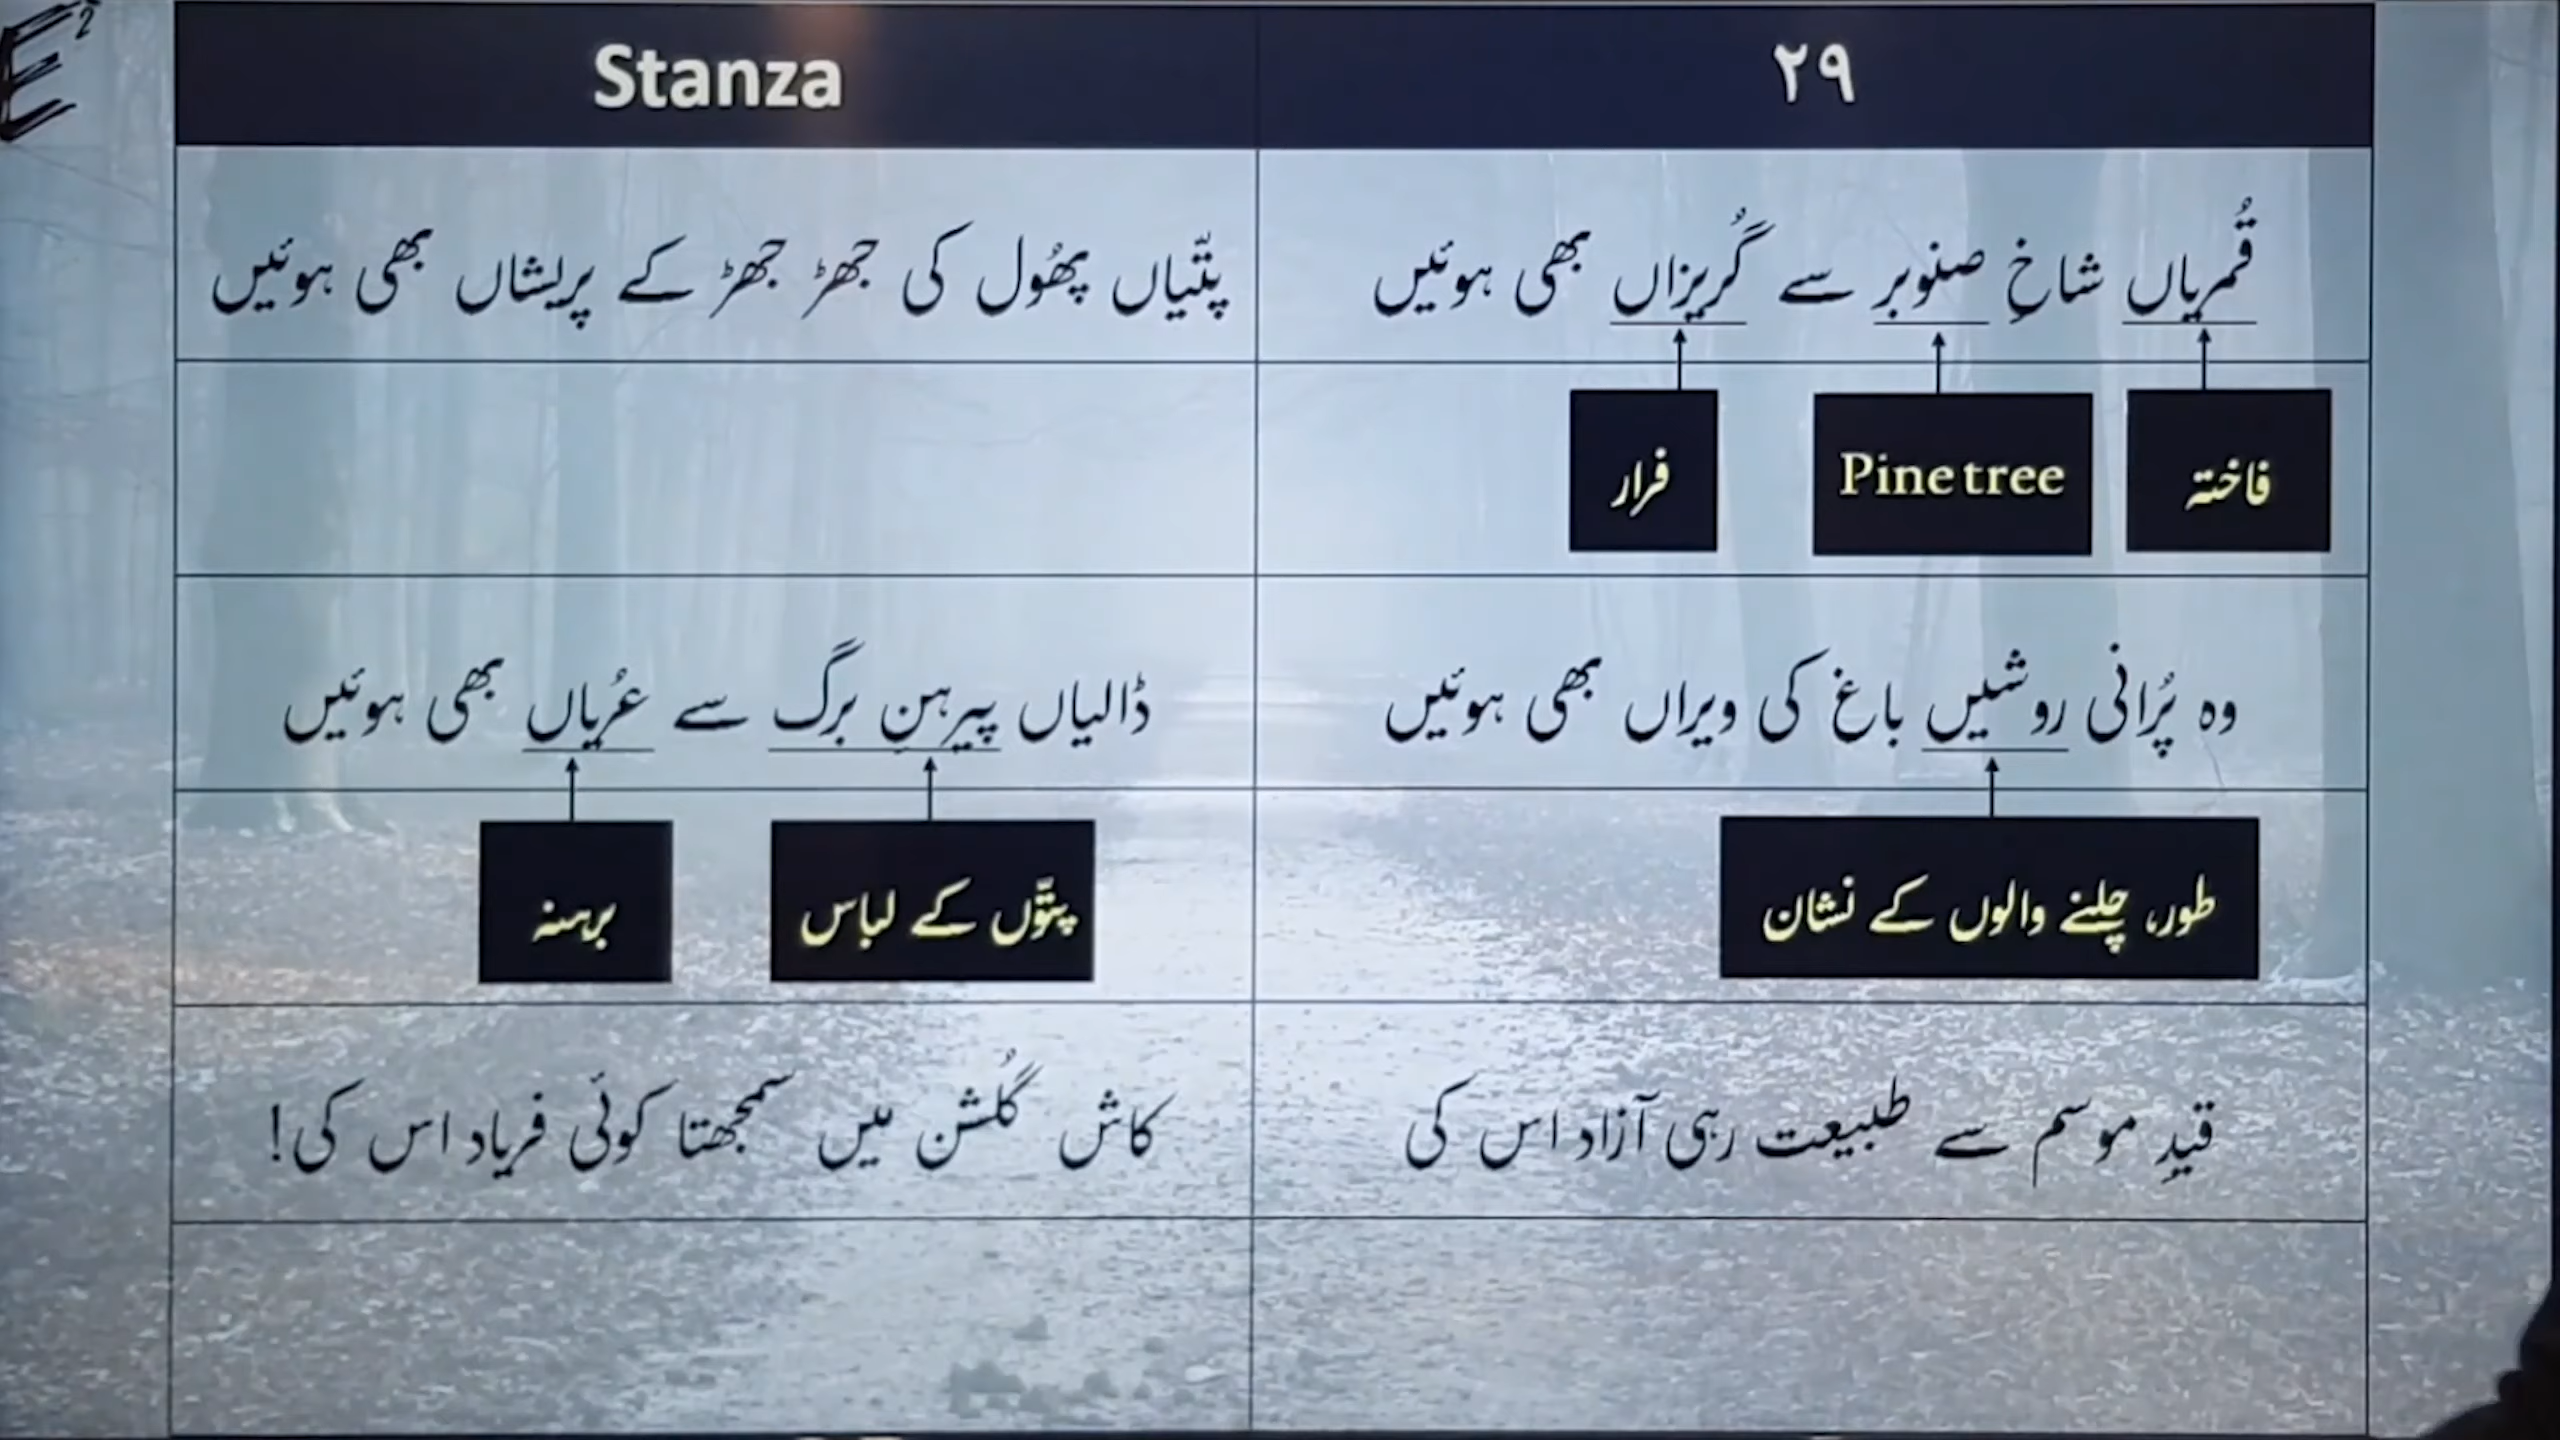 E²
Stanza ۲۹
قُمریاں شاخِ صنوبر سے گُریزاں بھی ہوئیں
پتّیاں پھُول کی جھڑ جھڑ کے پریشاں بھی ہوئیں
فاختہ
Pine tree
فرار
وہ پُرانی روشیں باغ کی ویراں بھی ہوئیں
ڈالیاں پیرہنِ برگ سے عُریاں بھی ہوئیں
طور، چلنے والوں کے نشان
پتّوں کے لباس
برہنہ
قیدِ موسم سے طبیعت رہی آزاد اس کی
کاش گُلشن میں سمجھتا کوئی فریاد اس کی!